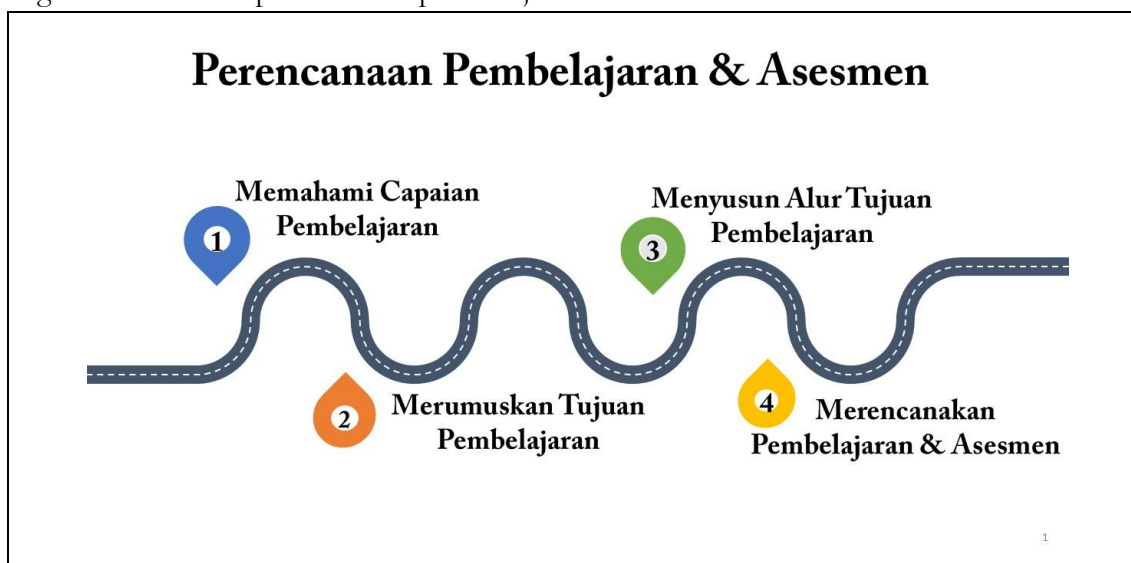 Perencanaan Pembelajaran & Asesmen
Memahami Capaian
Pembelajaran
1
2
Merumuskan Tujuan
Pembelajaran
Menyusun Alur Tujuan
Pembelajaran
3
4
Merencanakan
Pembelajaran & Asesmen
1